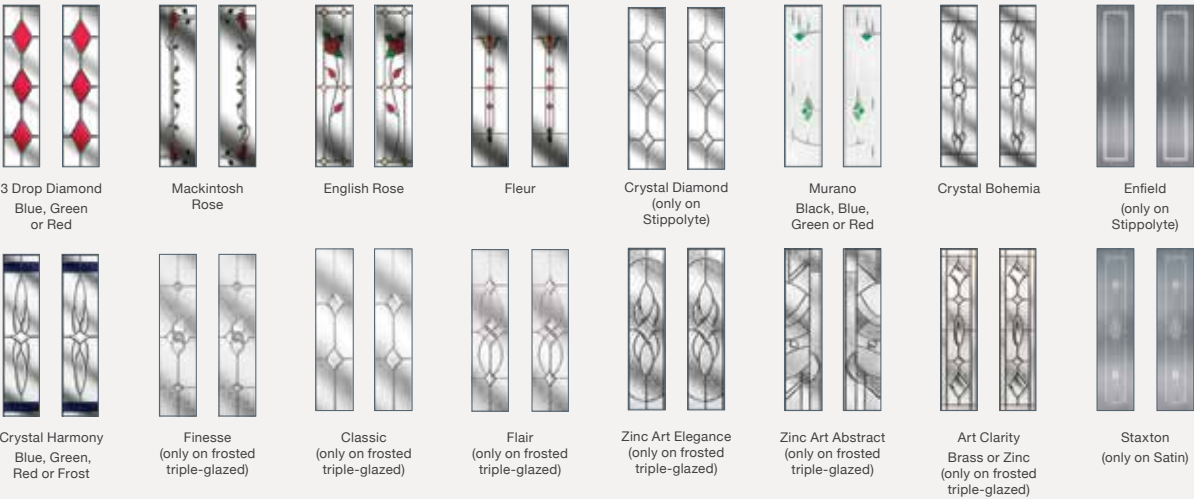 3 Drop Diamond
Blue, Green
or Red
Mackintosh
Rose
English Rose
Fleur
Crystal Diamond
(only on
Stippolyte)
Murano
Black, Blue,
Green or Red
Crystal Bohemia
Enfield
(only on
Stippolyte)
Crystal Harmony
Blue, Green,
Red or Frost
Finesse
(only on frosted
triple-glazed)
Classic
(only on frosted
triple-glazed)
Flair
(only on frosted
triple-glazed)
Zinc Art Elegance
(only on frosted
triple-glazed)
Zinc Art Abstract
(only on frosted
triple-glazed)
Art Clarity
Brass or Zinc
(only on frosted
triple-glazed)
Staxton
(only on Satin)